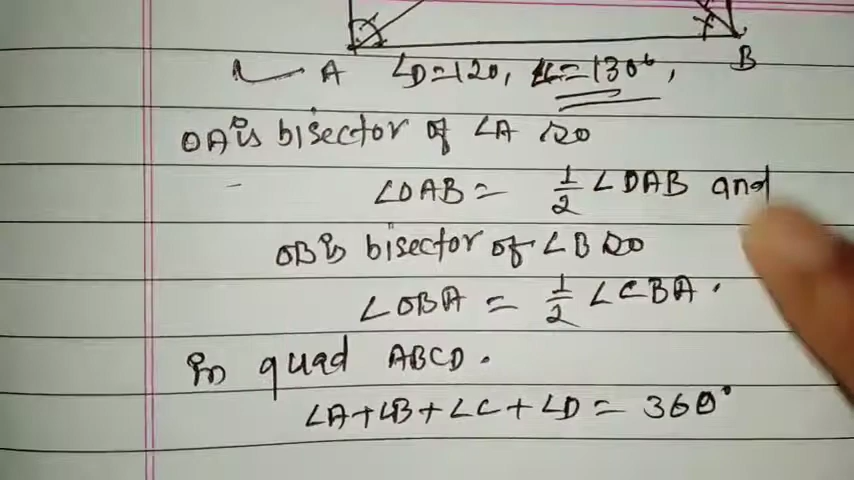 A B
∠D=120, ∠C=130°,
OA is bisector of ∠A so
∠OAB = 1/2 ∠DAB and
OB is bisector of ∠B so
∠OBA = 1/2 ∠CBA.
In quad ABCD.
∠A+∠B+∠C+∠D=360°